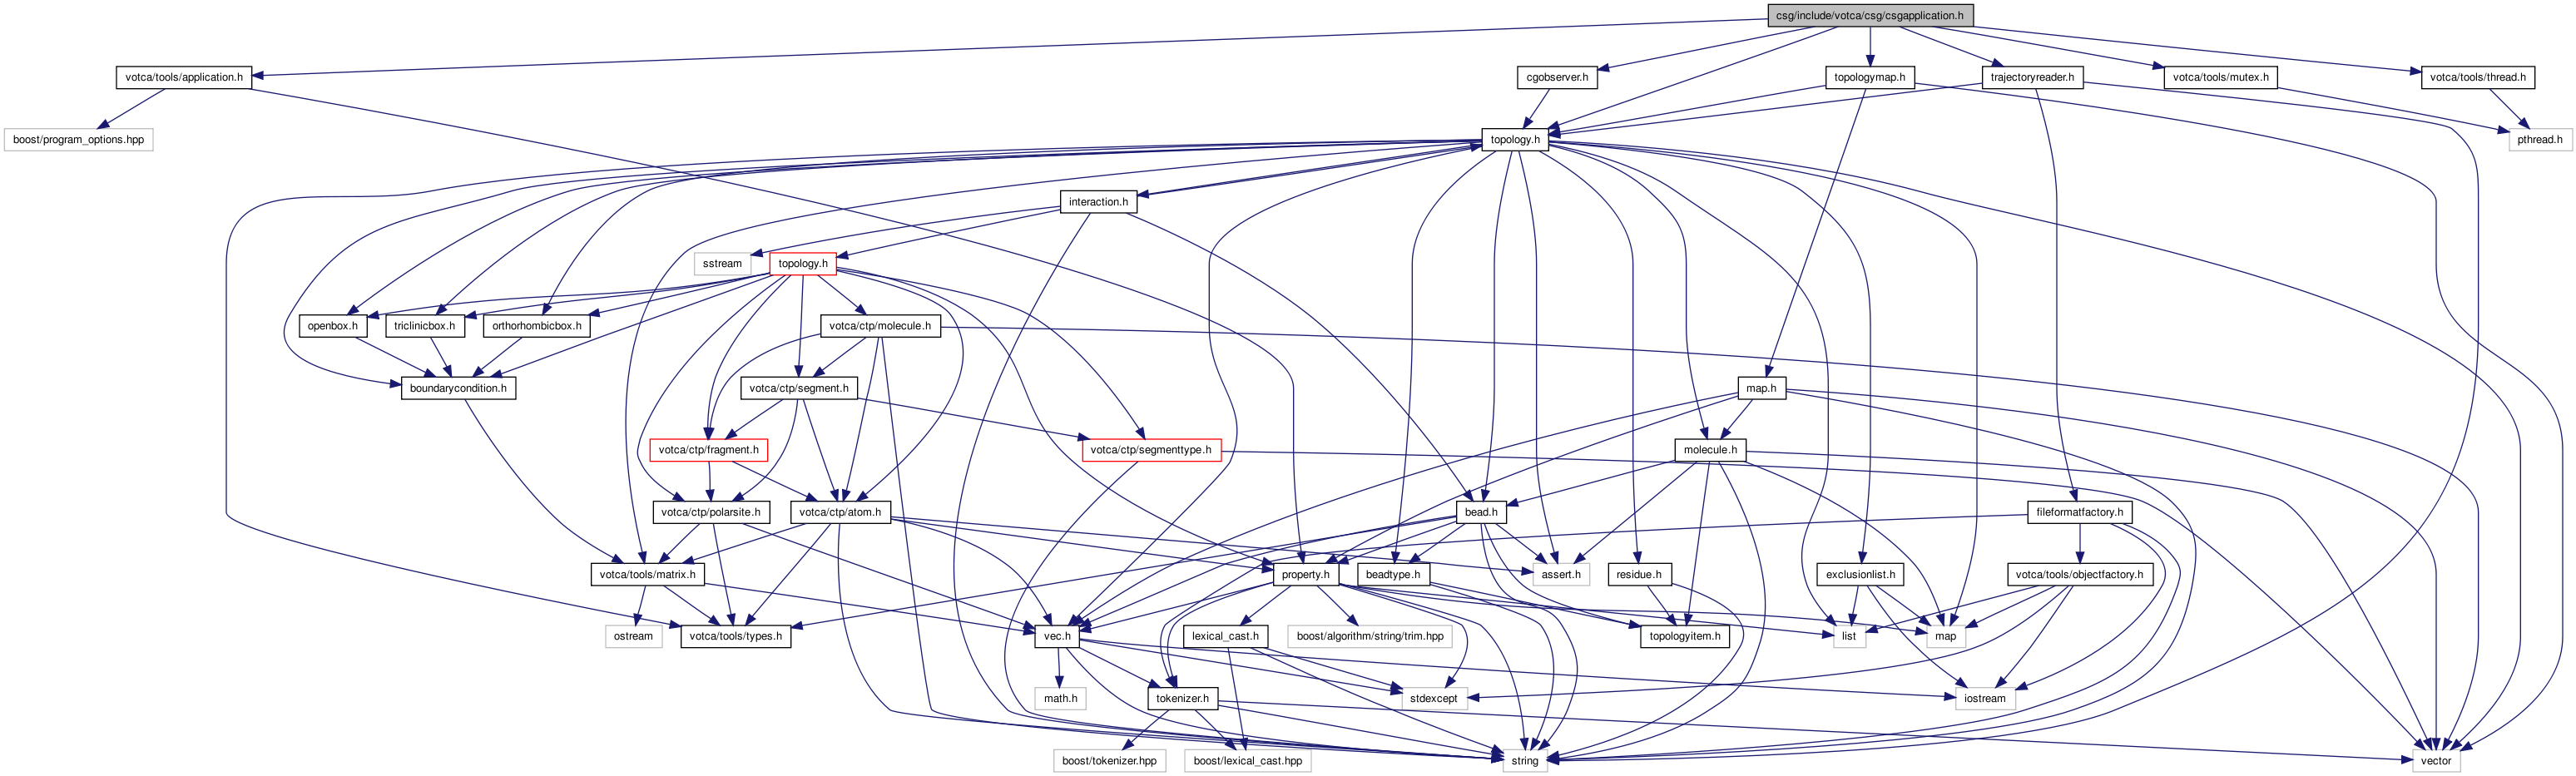 csg/include/votca/csg/csgapplication.h
votca/tools/application.h
cgobserver.h
topologymap.h
trajectoryreader.h
votca/tools/mutex.h
votca/tools/thread.h
boost/program_options.hpp
topology.h
pthread.h
interaction.h
sstream
topology.h
openbox.h
triclinicbox.h
orthorhombicbox.h
votca/ctp/molecule.h
boundarycondition.h
votca/ctp/segment.h
map.h
votca/ctp/fragment.h
votca/ctp/segmenttype.h
molecule.h
votca/ctp/polarsite.h
votca/ctp/atom.h
bead.h
fileformatfactory.h
votca/tools/matrix.h
property.h
beadtype.h
assert.h
residue.h
exclusionlist.h
votca/tools/objectfactory.h
ostream
votca/tools/types.h
vec.h
lexical_cast.h
boost/algorithm/string/trim.hpp
topologyitem.h
list
map
math.h
tokenizer.h
stdexcept
iostream
boost/tokenizer.hpp
boost/lexical_cast.hpp
string
vector